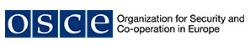 OSCE Organization for Security and
Co-operation in Europe